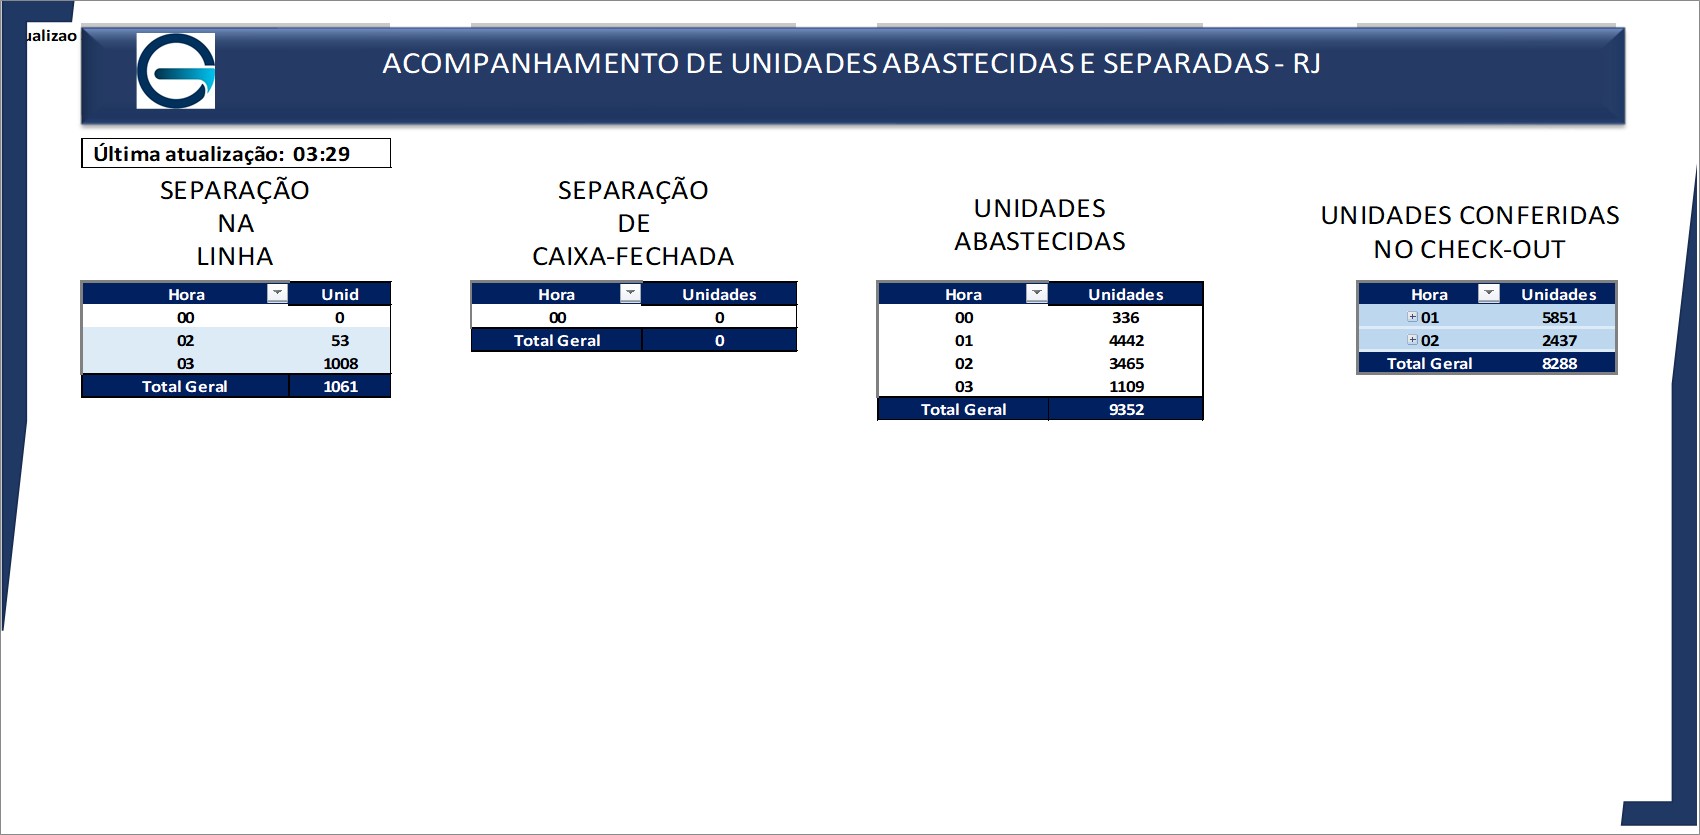 ualizao
ACOMPANHAMENTO DE UNIDADES ABASTECIDAS E SEPARADAS - RJ
Última atualização: 03:29
SEPARAÇÃO
NA
LINHA
Hora Unid
00 0
02 53
03 1008
Total Geral 1061
SEPARAÇÃO
DE
CAIXA-FECHADA
Hora Unidades
00 0
Total Geral 0
UNIDADES
ABASTECIDAS
Hora Unidades
00 336
01 4442
02 3465
03 1109
Total Geral 9352
UNIDADES CONFERIDAS
NO CHECK-OUT
Hora Unidades
01 5851
02 2437
Total Geral 8288